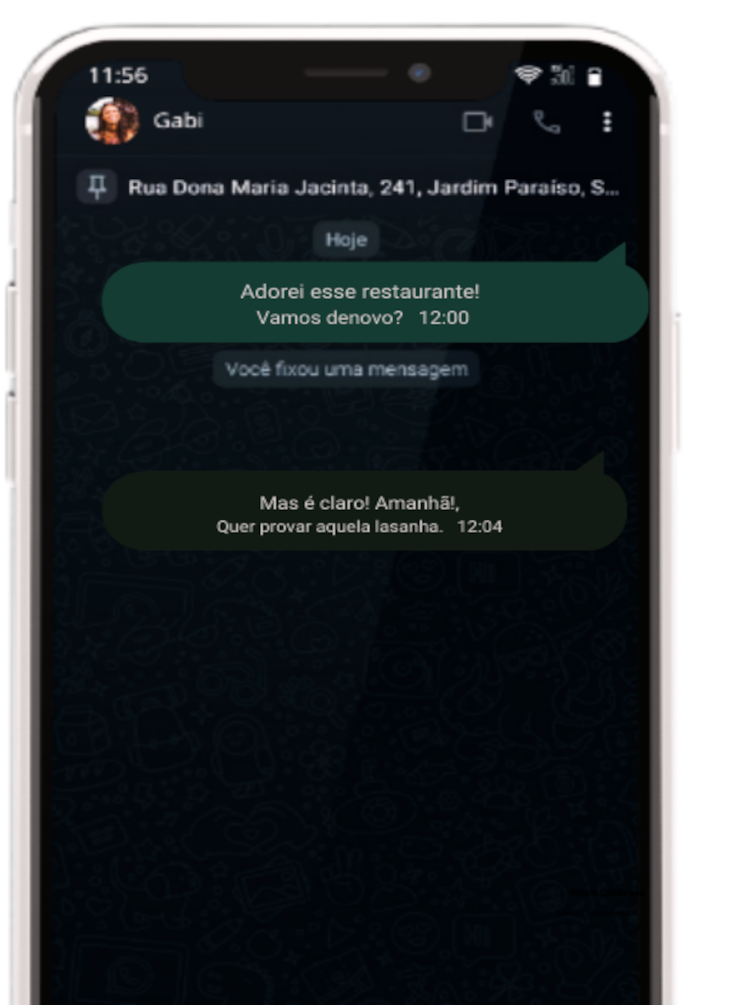 11:56
Gabi
Rua Dona Maria Jacinta, 241, Jardim Paraíso, S...
Hoje
Adorei esse restaurante!
Vamos denovo? 12:00
Você fixou uma mensagem
Mas é claro! Amanhã!,
Quer provar aquela lasanha. 12:04